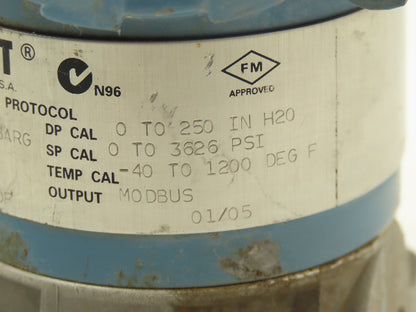 T®
S.A.
N96
FM
APPROVED
PROTOCOL
DP CAL 0 TO 250 IN H20
BARG SP CAL 0 TO 3626 PSI
TEMP CAL -40 TO 1200 DEG F
OUTPUT MODBUS
01/05